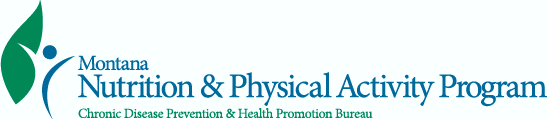 Montana
Nutrition & Physical Activity Program
Chronic Disease Prevention & Health Promotion Bureau